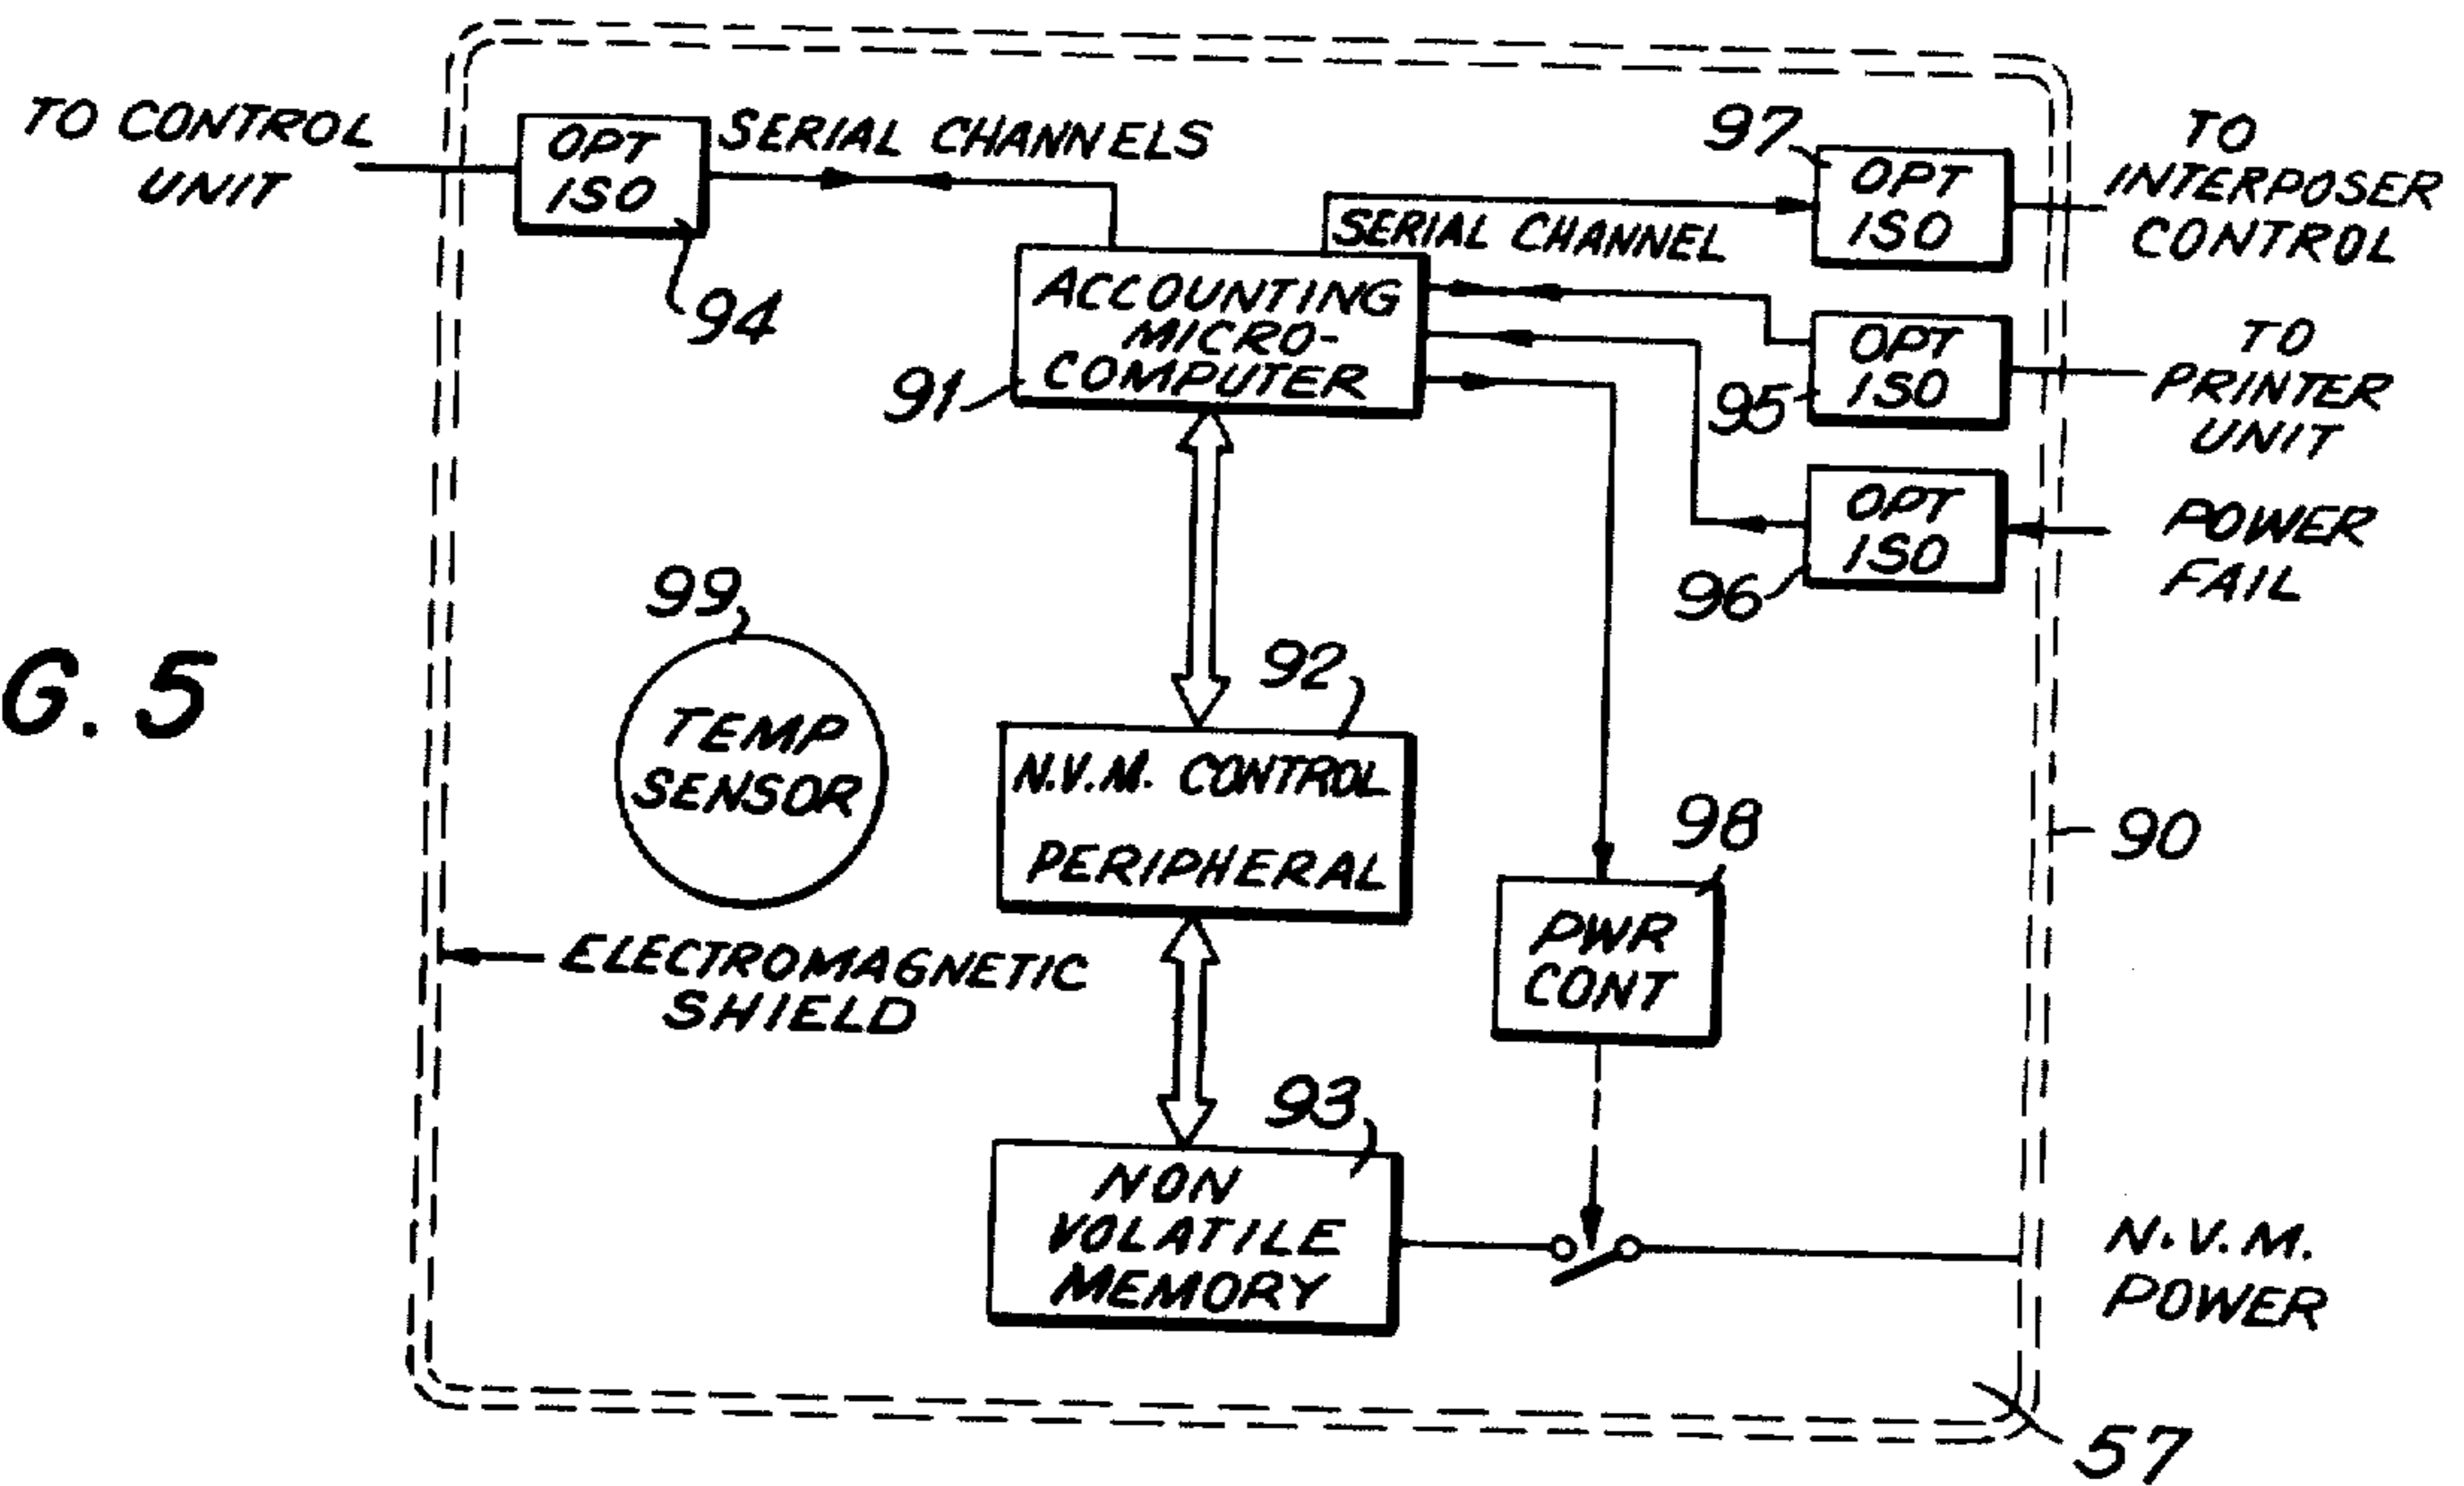 TO CONTROL
UNIT
OPT
ISO
94
SERIAL CHANNELS
SERIAL CHANNEL
97
OPT
ISO
TO
INTERPOSER
CONTROL
ACCOUNTING
MICRO-
COMPUTER
91
OPT
ISO
95
TO
PRINTER
UNIT
OPT
ISO
96
POWER
FAIL
G. 5
99
TEMP
SENSOR
92
N.V.M. CONTROL
PERIPHERAL
98
PWR
CONT
90
ELECTROMAGNETIC
SHIELD
93
NON
VOLATILE
MEMORY
N.V.M.
POWER
57